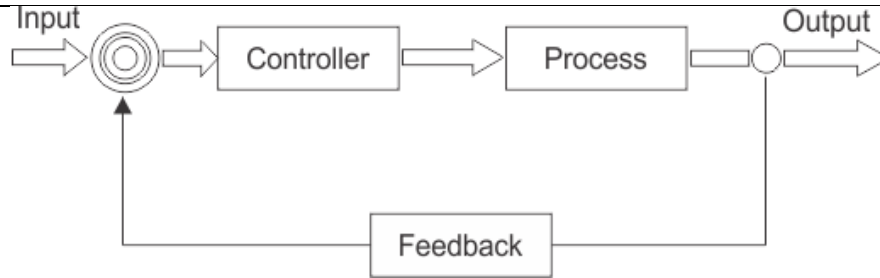 Input
Output
Controller
Process
Feedback